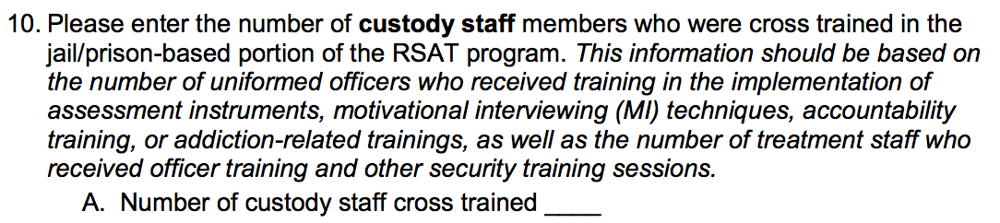 10. Please enter the number of custody staff members who were cross trained in the
jail/prison-based portion of the RSAT program. This information should be based on
the number of uniformed officers who received training in the implementation of
assessment instruments, motivational interviewing (MI) techniques, accountability
training, or addiction-related trainings, as well as the number of treatment staff who
received officer training and other security training sessions.
A. Number of custody staff cross trained ____